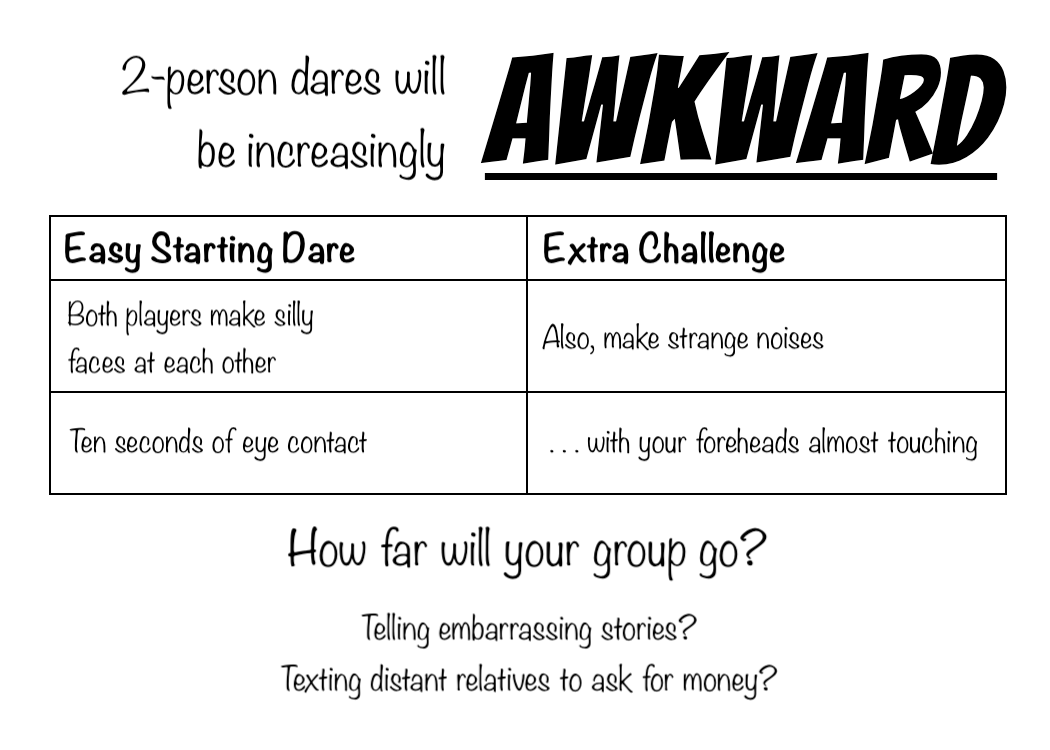 2-person dares will
be increasingly
AWKWARD
Easy Starting Dare
Extra Challenge
Both players make silly
faces at each other
Also, make strange noises
Ten seconds of eye contact
. . . with your foreheads almost touching
How far will your group go?
Telling embarrassing stories?
Texting distant relatives to ask for money?